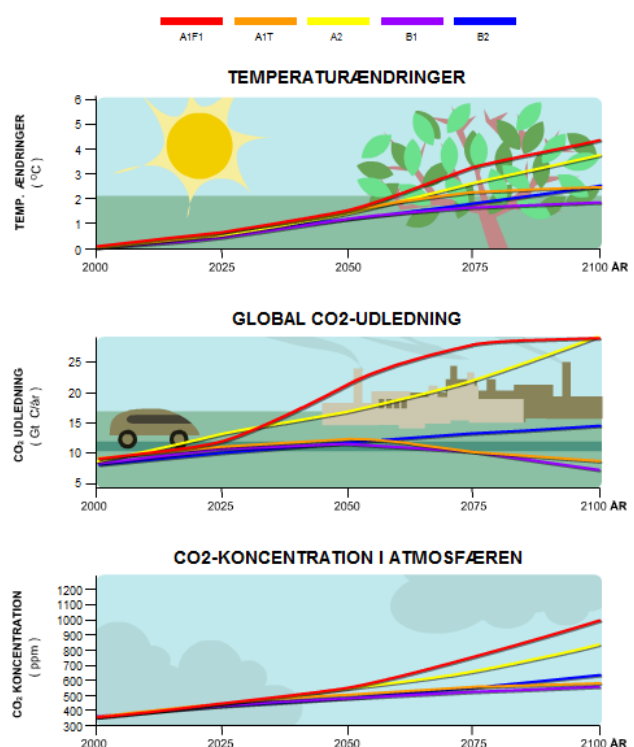 A1F1 A1T A2 B1 B2
TEMPERATURÆNDRINGER
TEMP. ÆNDRINGER
( °C)
6
5
4
3
2
1
0
2000 2025 2050 2075 2100 ÅR
GLOBAL CO2-UDLEDNING
CO₂ UDLEDNING
( Gt C/år )
25
20
15
10
5
2000 2025 2050 2075 2100 ÅR
CO2-KONCENTRATION I ATMOSFÆREN
CO₂ KONCENTRATION
( ppm )
1200
1100
1000
900
800
700
600
500
400
300
2000 2025 2050 2075 2100 ÅR